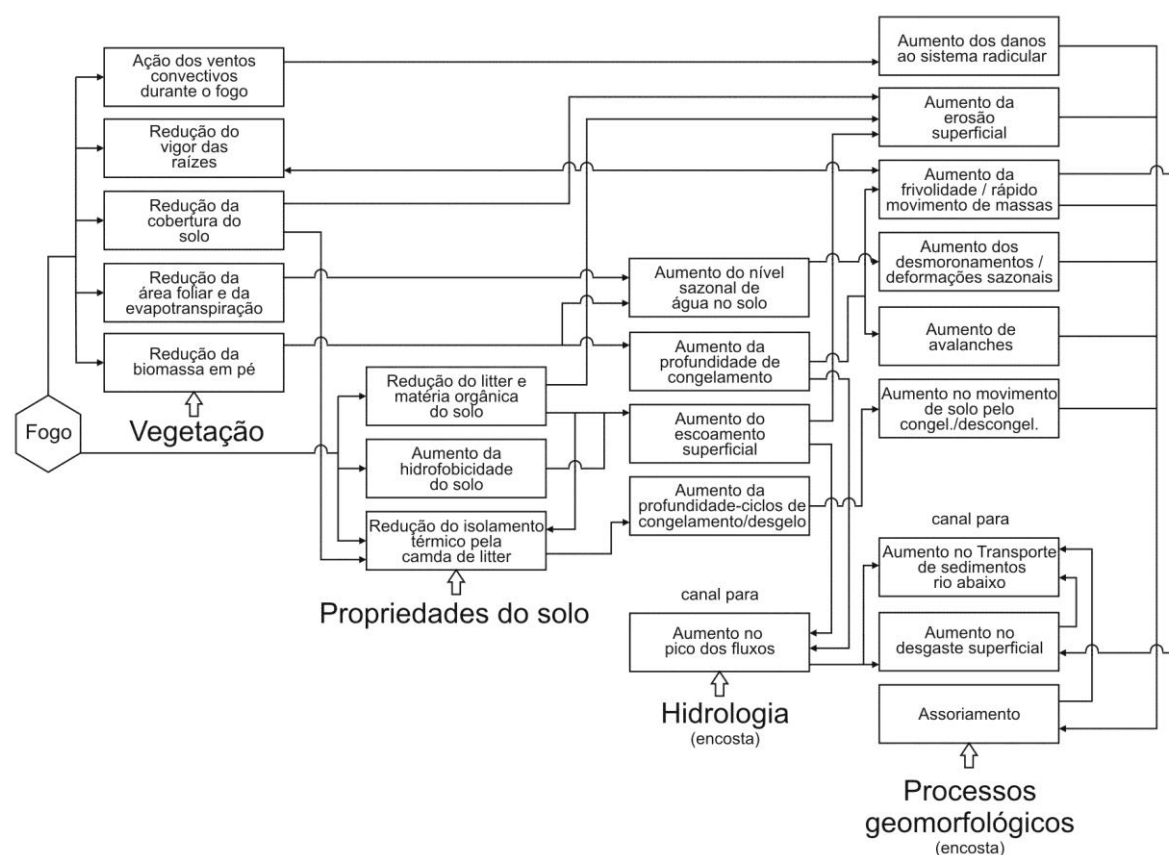 Ação dos ventos
convectivos
durante o fogo
Redução do
vigor das
raízes
Redução da
cobertura do
solo
Redução da
área foliar e da
evapotranspiração
Redução da
biomassa em pé
Vegetação
Fogo
Redução do litter e
matéria orgânica
do solo
Aumento da
hidrofobicidade
do solo
Redução do isolamento
térmico pela
camda de litter
Propriedades do solo
Aumento do nível
sazonal de
água no solo
Aumento da
profundidade de
congelamento
Aumento do
escoamento
superficial
Aumento da
profundidade-ciclos de
congelamento/desgelo
canal para
Aumento no
pico dos fluxos
Hidrologia
(encosta)
Aumento dos danos
ao sistema radicular
Aumento da
erosão
superficial
Aumento da
frivolidade / rápido
movimento de massas
Aumento dos
desmoronamentos /
deformações sazonais
Aumento de
avalanches
Aumento no movimento
de solo pelo
congel./descongel.
canal para
Aumento no Transporte
de sedimentos
rio abaixo
Aumento no
desgaste superficial
Assoriamento
Processos
geomorfológicos
(encosta)